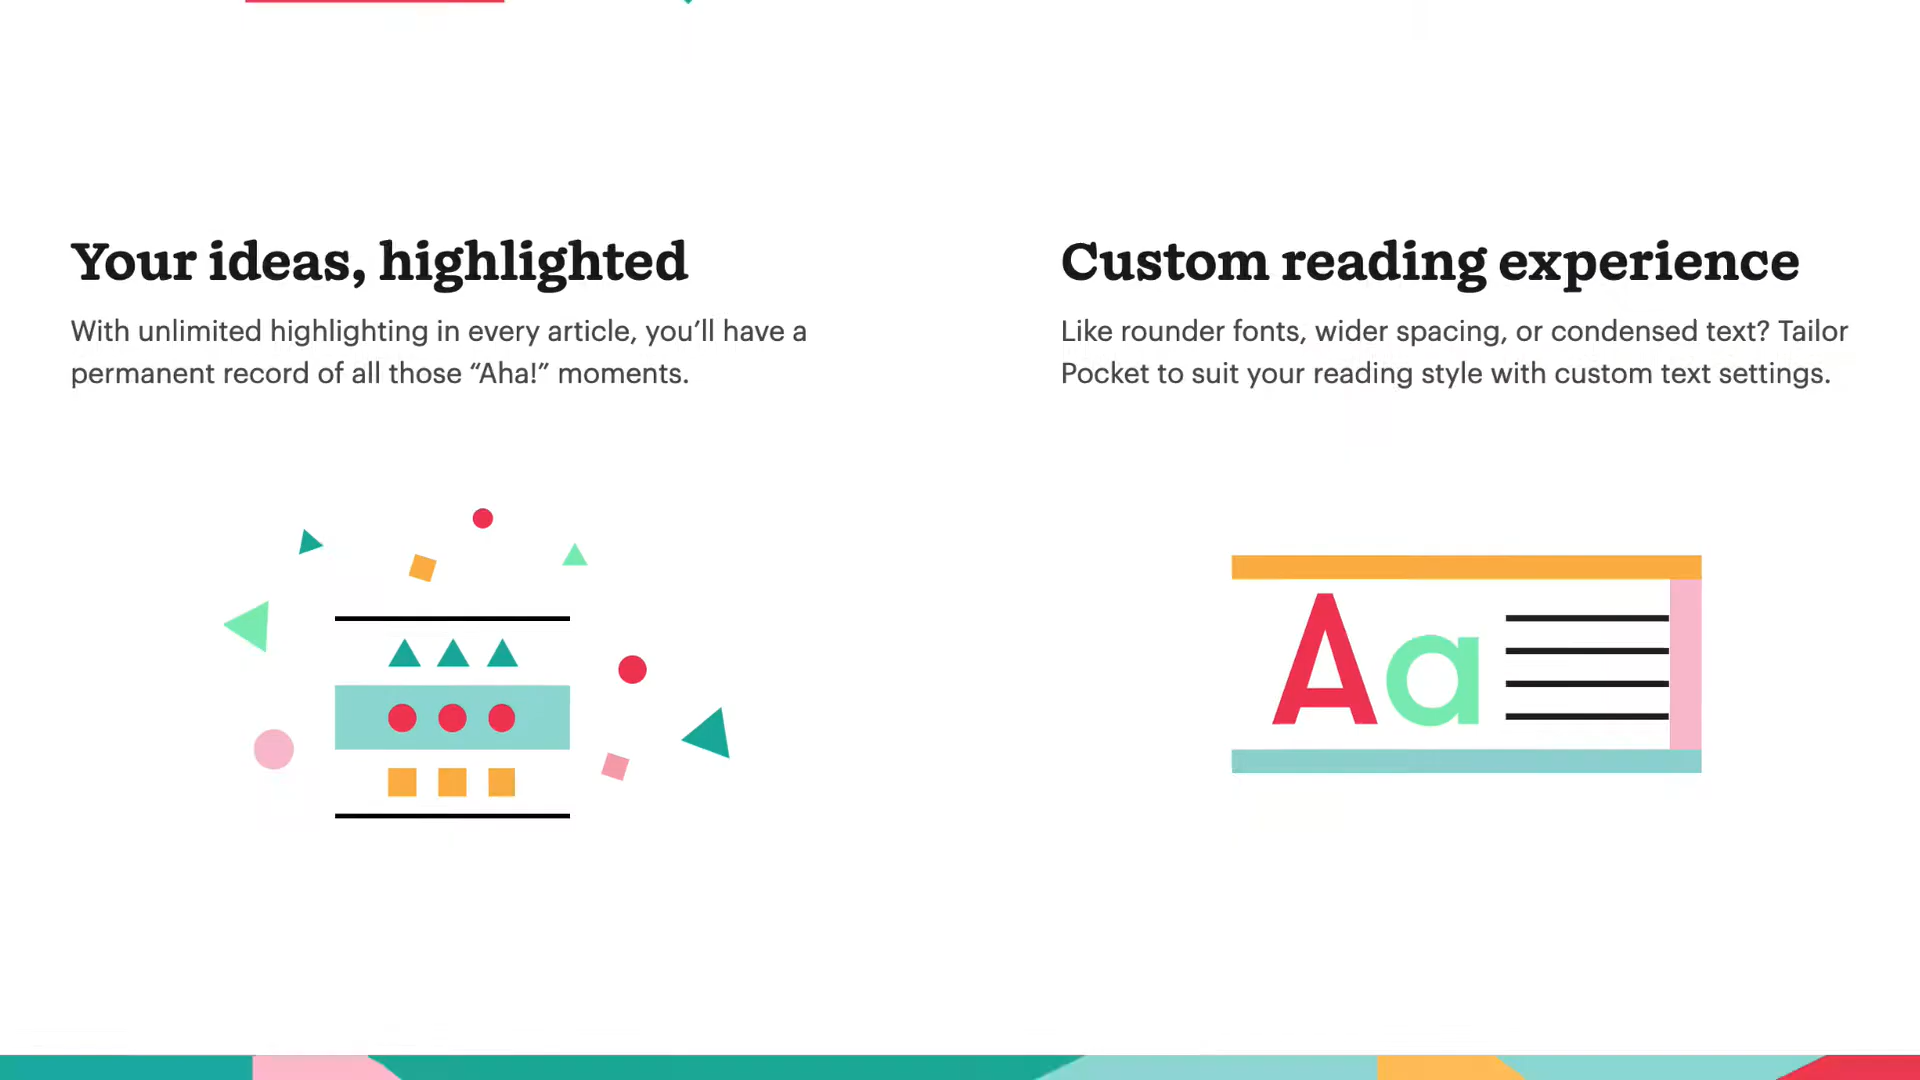 Your ideas, highlighted
With unlimited highlighting in every article, you’ll have a
permanent record of all those “Aha!” moments.
Custom reading experience
Like rounder fonts, wider spacing, or condensed text? Tailor
Pocket to suit your reading style with custom text settings.
Aa